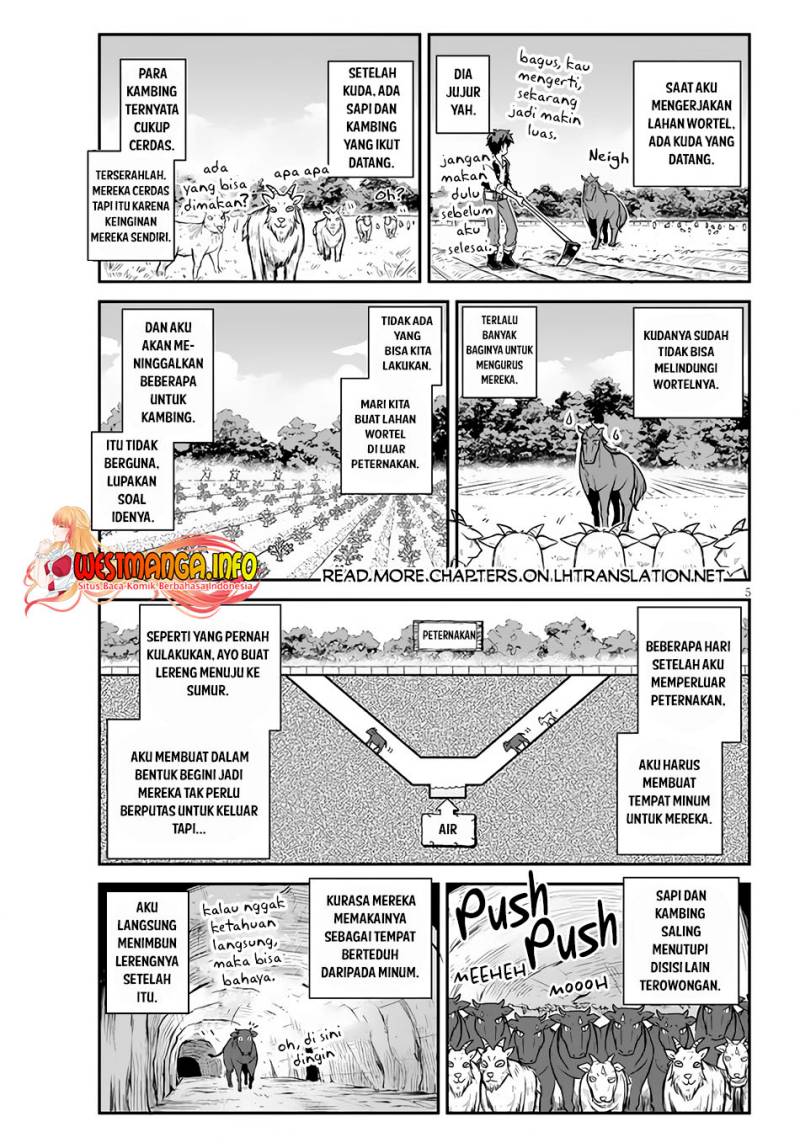 SAAT AKU
MENGERJAKAN
LAHAN WORTEL,
ADA KUDA YANG
DATANG.
bagus, kau
mengerti,
sekarang
jadi makin
luas.
Neigh
DIA
JUJUR
YAH.
jangan
makan
dulu
sebelum
aku
selesai.
SETELAH
KUDA, ADA
SAPI DAN
KAMBING
YANG IKUT
DATANG.
Oh?
apa apa
ada
yang bisa
dimakan?
PARA
KAMBING
TERNYATA
CUKUP
CERDAS.
TERSERAHLAH,
MEREKA CERDAS
TAPI ITU KARENA
KEINGINAN
MEREKA SENDIRI.
KUDANYA SUDAH
TIDAK BISA
MELINDUNGI
WORTELNYA.
TERLALU
BANYAK
BAGINYA UNTUK
MENGURUS
MEREKA.
TIDAK ADA
YANG
BISA KITA
LAKUKAN.
MARI KITA
BUAT LAHAN
WORTEL
DI LUAR
PETERNAKAN.
DAN AKU
AKAN ME-
NINGGALKAN
BEBERAPA
UNTUK
KAMBING.
ITU TIDAK
BERGUNA,
LUPAKAN
SOAL
IDENYA.
WESTMANGA.INFO
Situs Baca Komik Berbahasa Indonesia
READ.MORE.CHAPTERS.ON LHTRANSLATION.NET
5
BEBERAPA HARI
SETELAH AKU
MEMPERLUAR
PETERNAKAN.
AKU HARUS
MEMBUAT
TEMPAT MINUM
UNTUK MEREKA.
PETERNAKAN
AIR
SEPERTI YANG PERNAH
KULAKUKAN, AYO BUAT
LERENG MENUJU KE
SUMUR.
AKU MEMBUAT DALAM
BENTUK BEGINI JADI
MEREKA TAK PERLU
BERPUTAS UNTUK KELUAR
TAPI...
SAPI DAN
KAMBING
SALING
MENUTUPI
DISISI LAIN
TEROWONGAN.
Push
Push
MEEHEH
MOOOH
KURASA MEREKA
MEMAKAINYA
SEBAGAI TEMPAT
BERTEDUH
DARIPADA MINUM.
kalau nggak
ketahuan
langsung,
maka bisa
bahaya.
oh, di sini
dingin
AKU
LANGSUNG
MENIMBUN
LERENGNYA
SETELAH
ITU.